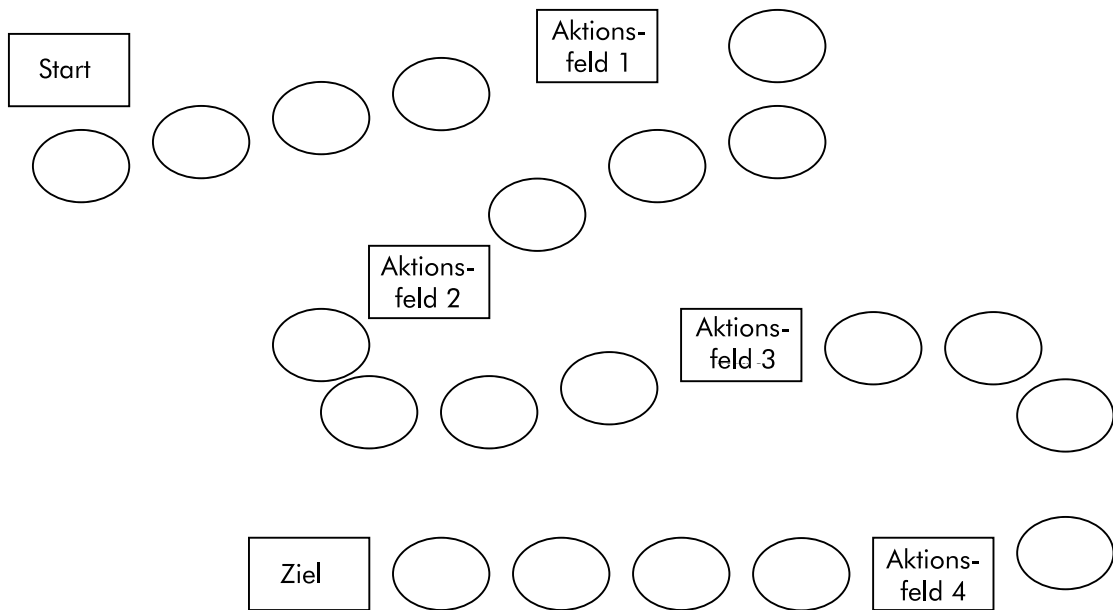 Start
Aktions-
feld 1
Aktions-
feld 2
Aktions-
feld 3
Aktions-
feld 4
Ziel